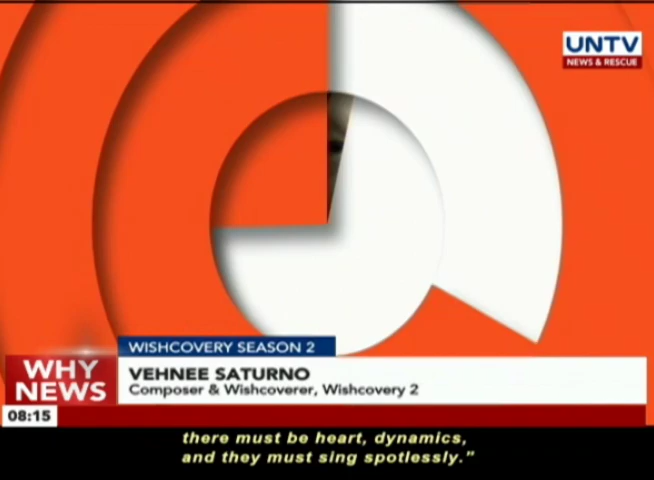 UNTV
NEWS & RESCUE
WISHCOVERY SEASON 2
WHY
NEWS
VEHNEE SATURNO
Composer & Wishcoverer, Wishcovery 2
08:15
there must be heart, dynamics,
and they must sing spotlessly."